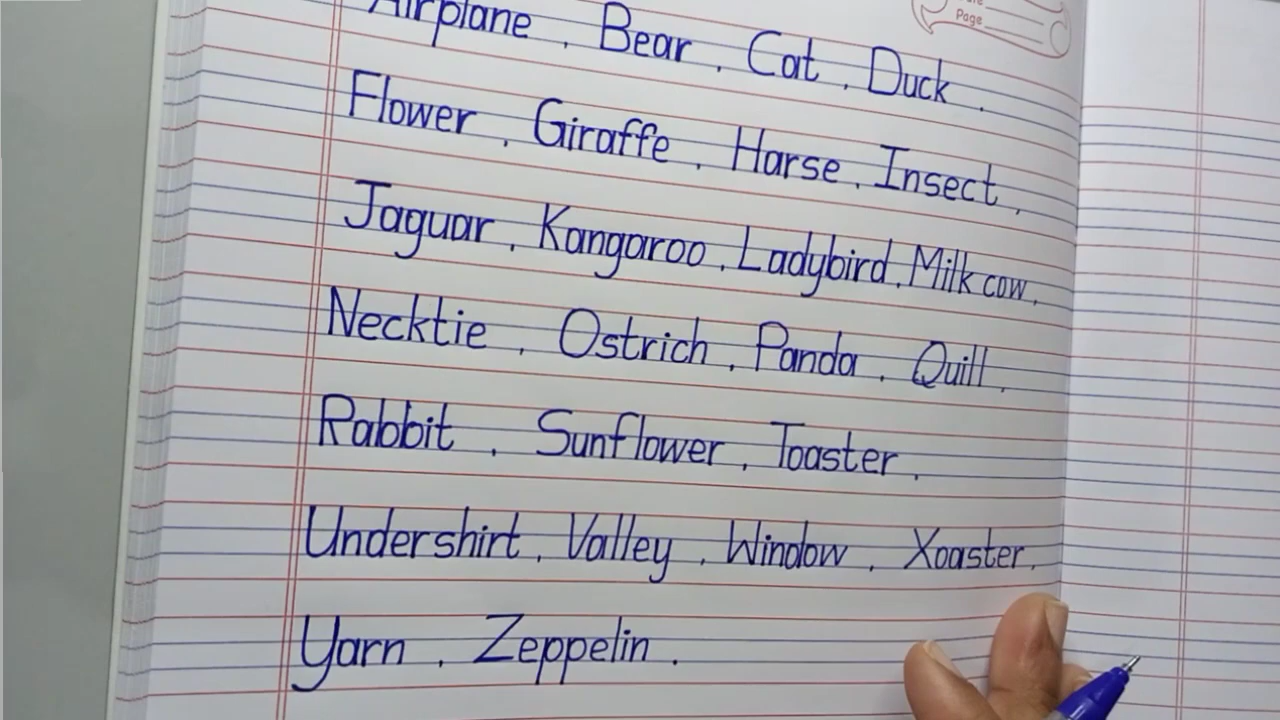 Page
Airplane , Bear , Cat , Duck .
Flower , Giraffe , Harse , Insect ,
Jaguar , Kangaroo , Ladybird , Milk cow ,
Necktie , Ostrich , Panda , Quill ,
Rabbit , Sunflower , Toaster ,
Undershirt , Valley , Window , Xoaster ,
Yarn , Zeppelin .